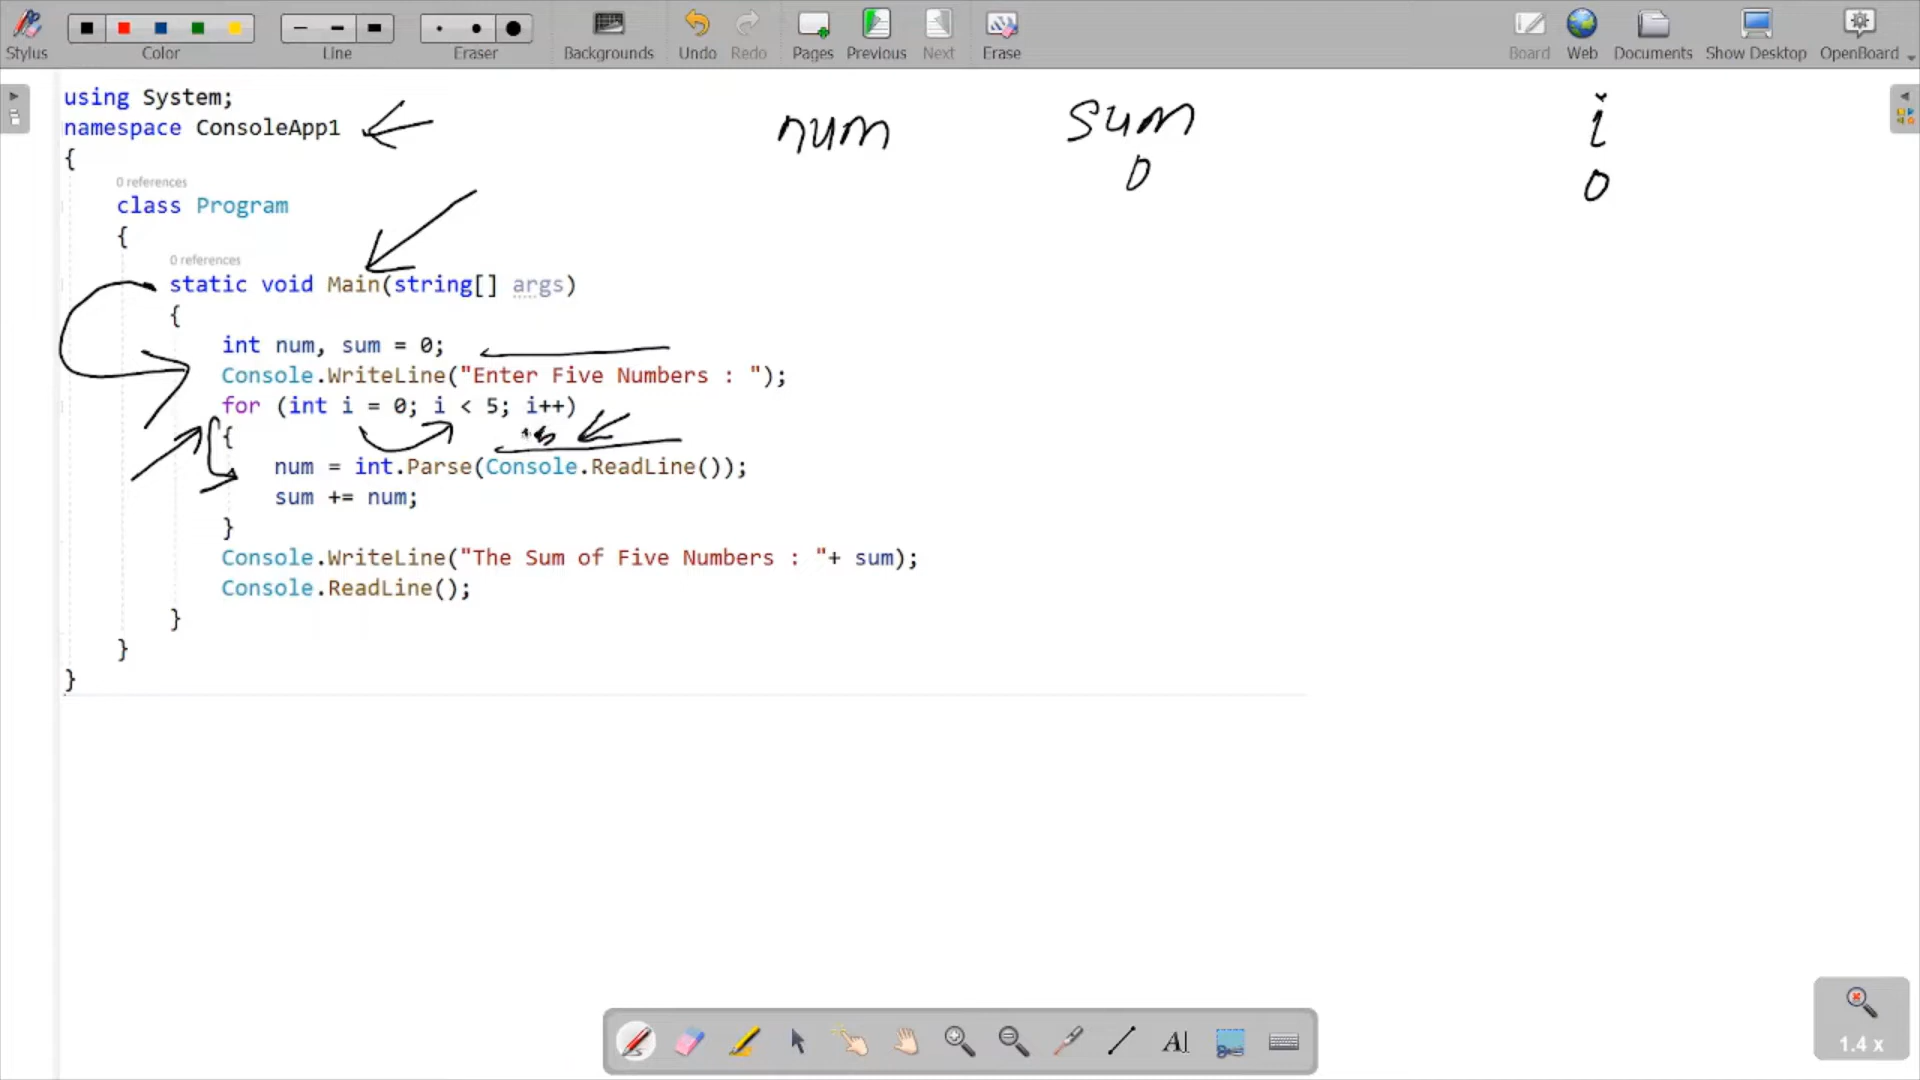 Stylus Color Line Eraser Backgrounds Undo Redo Pages Previous Next Erase Board Web Documents Show Desktop OpenBoard
using System;
namespace ConsoleApp1
{
0 references
class Program
{
0 references
static void Main(string[] args)
{
int num, sum = 0;
Console.WriteLine("Enter Five Numbers : ");
for (int i = 0; i < 5; i++)
{
num = int.Parse(Console.ReadLine());
sum += num;
}
Console.WriteLine("The Sum of Five Numbers : "+ sum);
Console.ReadLine();
}
}
}
num sum i
0 0
1.4 x